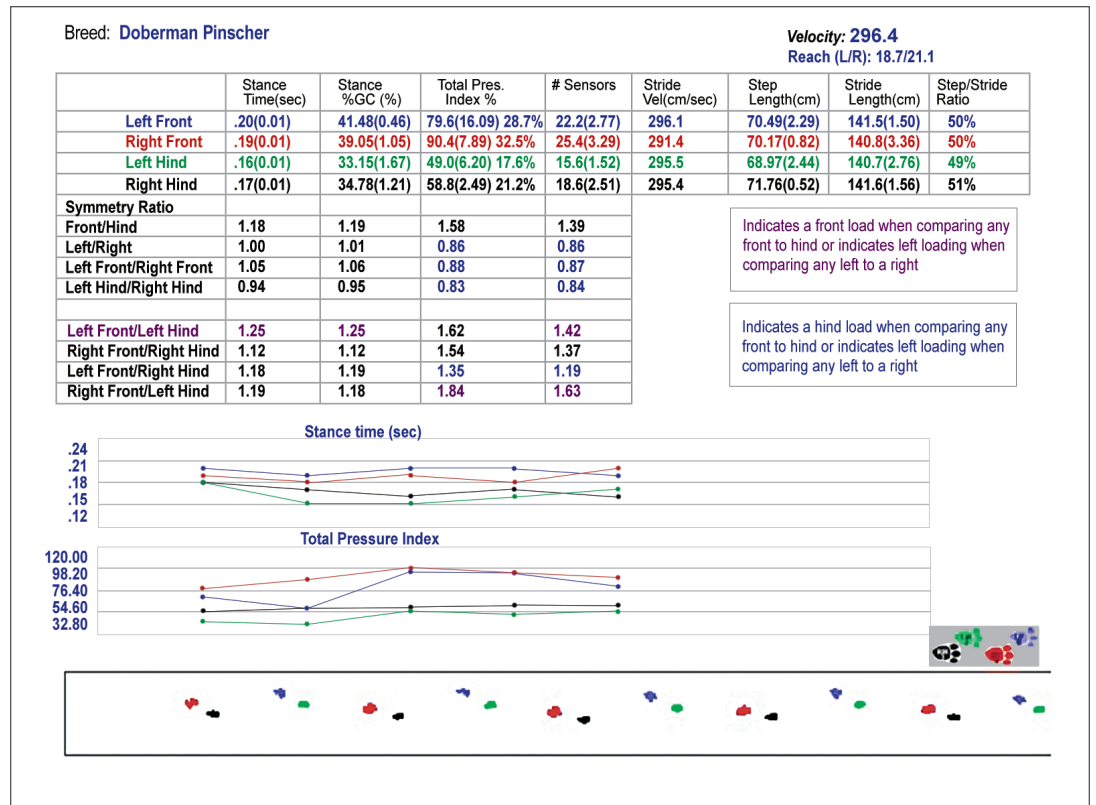 Breed: Doberman Pinscher
Velocity: 296.4
Reach (L/R): 18.7/21.1
Stance Time(sec) Stance %GC (%) Total Pres. Index % # Sensors Stride Vel(cm/sec) Step Length(cm) Stride Length(cm) Step/Stride Ratio
Left Front .20(0.01) 41.48(0.46) 79.6(16.09) 28.7% 22.2(2.77) 296.1 70.49(2.29) 141.5(1.50) 50%
Right Front .19(0.01) 39.05(1.05) 90.4(7.89) 32.5% 25.4(3.29) 291.4 70.17(0.82) 140.8(3.36) 50%
Left Hind .16(0.01) 33.15(1.67) 49.0(6.20) 17.6% 15.6(1.52) 295.5 68.97(2.44) 140.7(2.76) 49%
Right Hind .17(0.01) 34.78(1.21) 58.8(2.49) 21.2% 18.6(2.51) 295.4 71.76(0.52) 141.6(1.56) 51%
Symmetry Ratio
Front/Hind 1.18 1.19 1.58 1.39
Left/Right 1.00 1.01 0.86 0.86
Left Front/Right Front 1.05 1.06 0.88 0.87
Left Hind/Right Hind 0.94 0.95 0.83 0.84
Left Front/Left Hind 1.25 1.25 1.62 1.42
Right Front/Right Hind 1.12 1.12 1.54 1.37
Left Front/Right Hind 1.18 1.19 1.35 1.19
Right Front/Left Hind 1.19 1.18 1.84 1.63
Indicates a front load when comparing any
front to hind or indicates left loading when
comparing any left to a right
Indicates a hind load when comparing any
front to hind or indicates left loading when
comparing any left to a right
Stance time (sec)
.24
.21
.18
.15
.12
Total Pressure Index
120.00
98.20
76.40
54.60
32.80